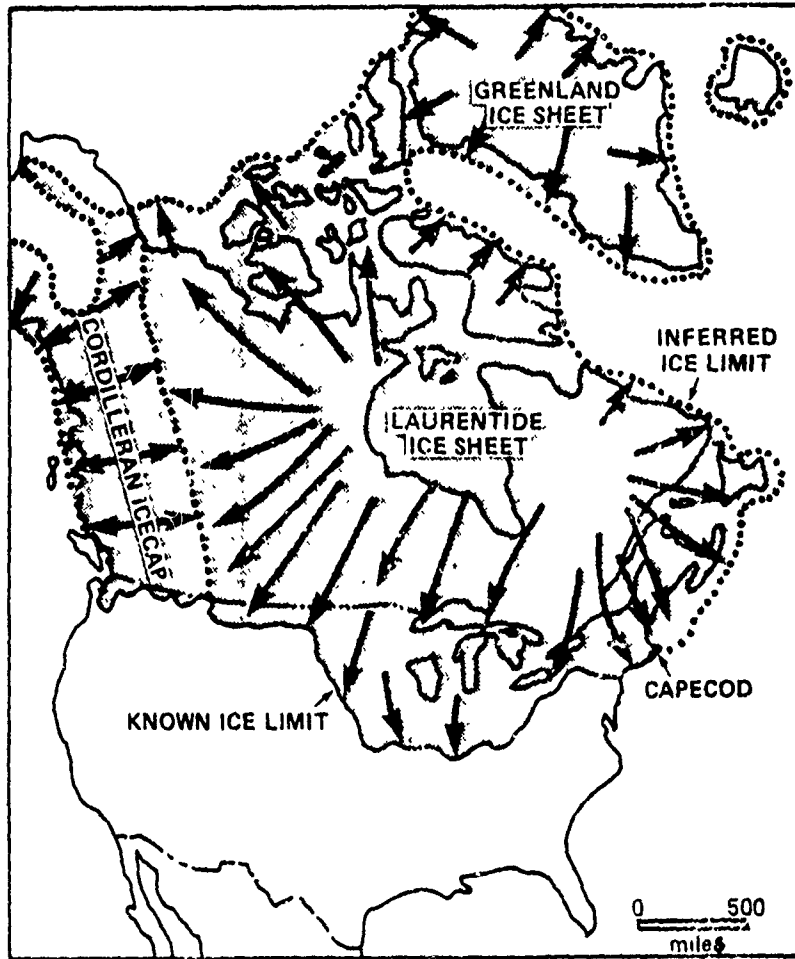 GREENLAND
ICE SHEET
INFERRED
ICE LIMIT
CORDILLERAN ICECAP
LAURENTIDE
ICE SHEET
CAPECOD
KNOWN ICE LIMIT
0 500
miles